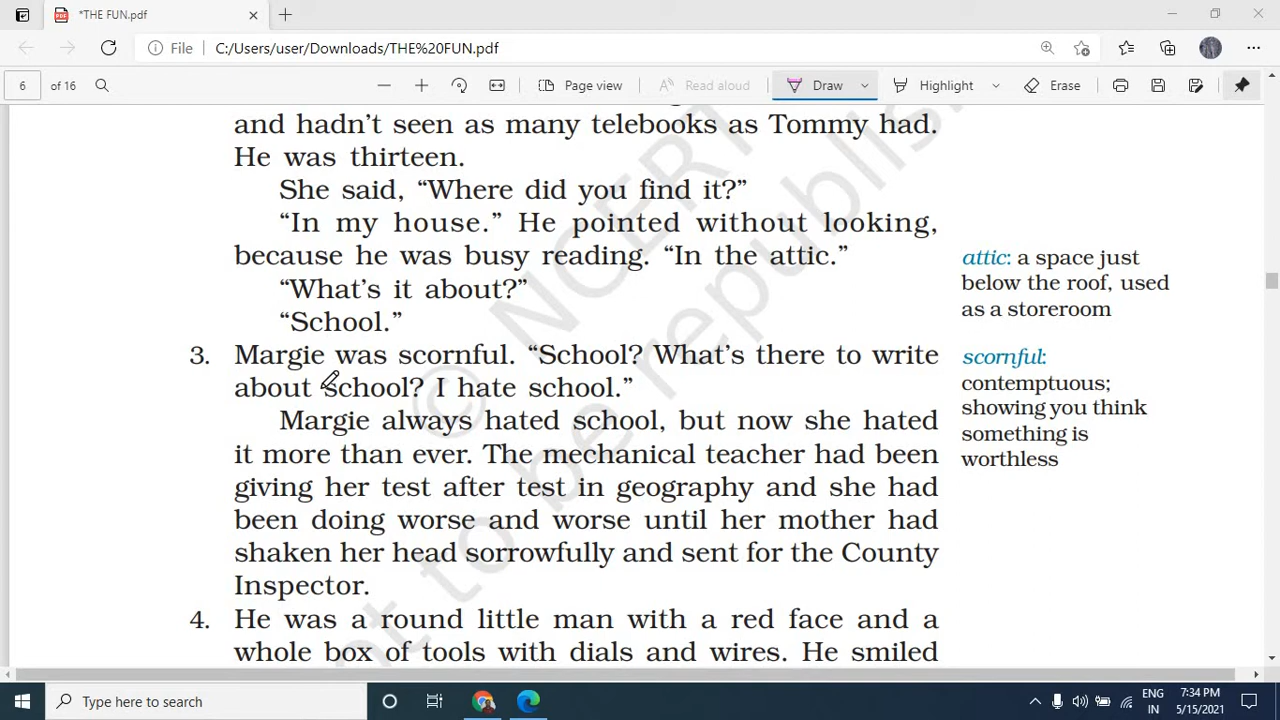 *THE FUN.pdf
File C:/Users/user/Downloads/THE%20FUN.pdf
6 of 16 Page view Read aloud Draw Highlight Erase
and hadn't seen as many telebooks as Tommy had.
He was thirteen.
She said, “Where did you find it?”
“In my house.” He pointed without looking,
because he was busy reading. “In the attic.”
“What's it about?”
“School.”
3. Margie was scornful. “School? What's there to write
about school? I hate school.”
Margie always hated school, but now she hated
it more than ever. The mechanical teacher had been
giving her test after test in geography and she had
been doing worse and worse until her mother had
shaken her head sorrowfully and sent for the County
Inspector.
4. He was a round little man with a red face and a
whole box of tools with dials and wires. He smiled
attic: a space just
below the roof, used
as a storeroom
scornful:
contemptuous;
showing you think
something is
worthless
© NCERT
not to be republish
Type here to search
ENG
IN
7:34 PM
5/15/2021